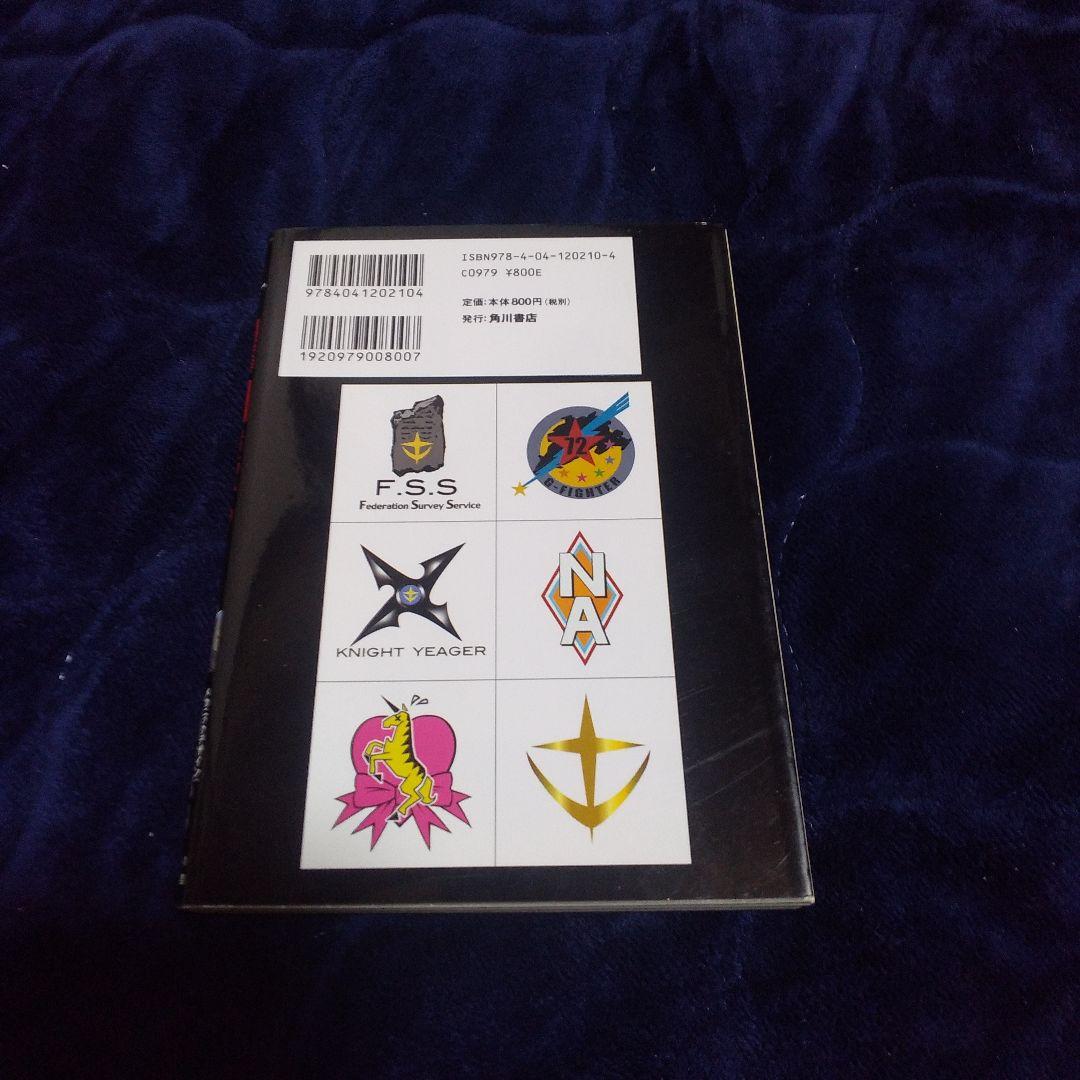 ISBN978-4-04-120210-4
C0979 ¥800E
9784041202104
定価:本体800円(税別)
発行:角川書店
1920979008007
F.S.S
Federation Survey Service
72
G-FIGHTER
KNIGHT YEAGER
N
A